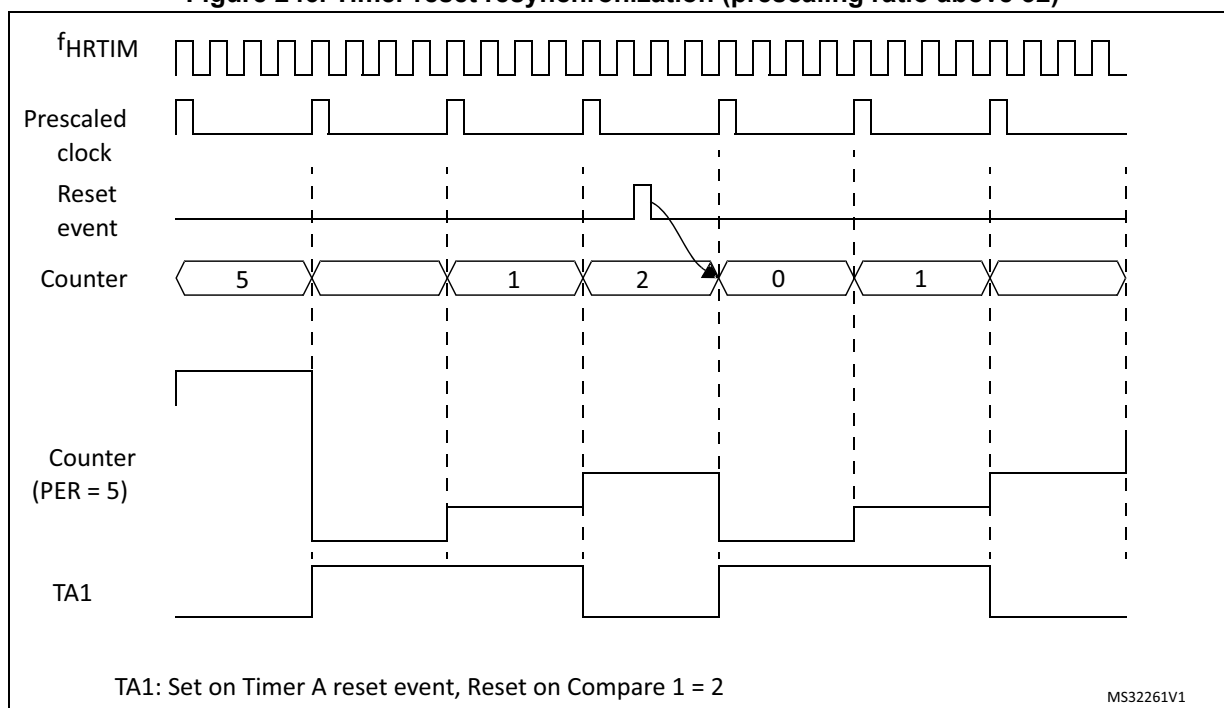 fHRTIM
Prescaled
clock
Reset
event
Counter
5
1
2
0
1
Counter
(PER = 5)
TA1
TA1: Set on Timer A reset event, Reset on Compare 1 = 2
MS32261V1